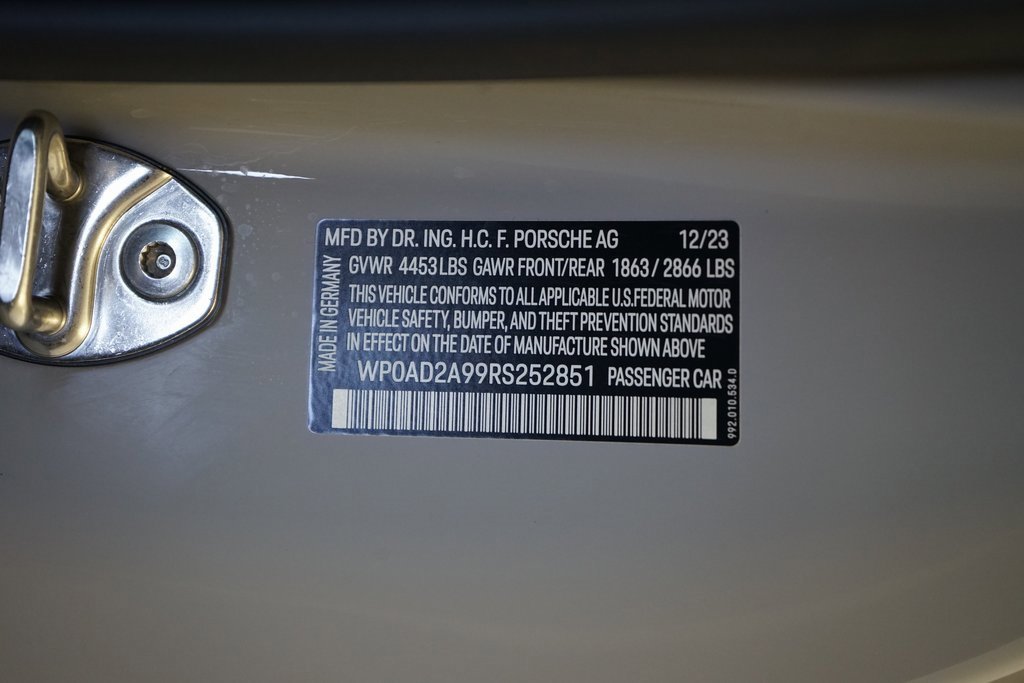 MFD BY DR. ING. H.C. F. PORSCHE AG 12/23
GVWR 4453 LBS GAWR FRONT/REAR 1863 / 2866 LBS
THIS VEHICLE CONFORMS TO ALL APPLICABLE U.S.FEDERAL MOTOR
VEHICLE SAFETY, BUMPER, AND THEFT PREVENTION STANDARDS
IN EFFECT ON THE DATE OF MANUFACTURE SHOWN ABOVE
WP0AD2A99RS252851 PASSENGER CAR
MADE IN GERMANY
992.010.534.0